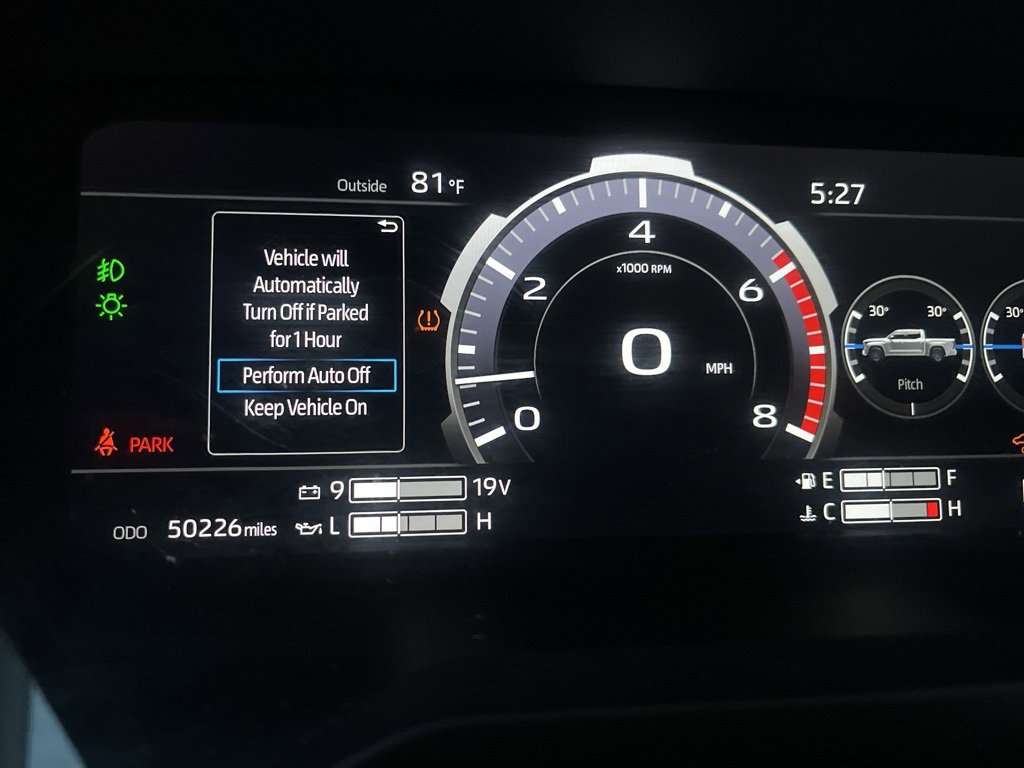 Outside 81°F
5:27
Vehicle will
Automatically
Turn Off if Parked
for 1 Hour
Perform Auto Off
Keep Vehicle On
4
x1000 RPM
2
6
0
MPH
0
8
30° 30°
Pitch
30°
PARK
9 19V
E F
ODO 50226 miles
L H
C H